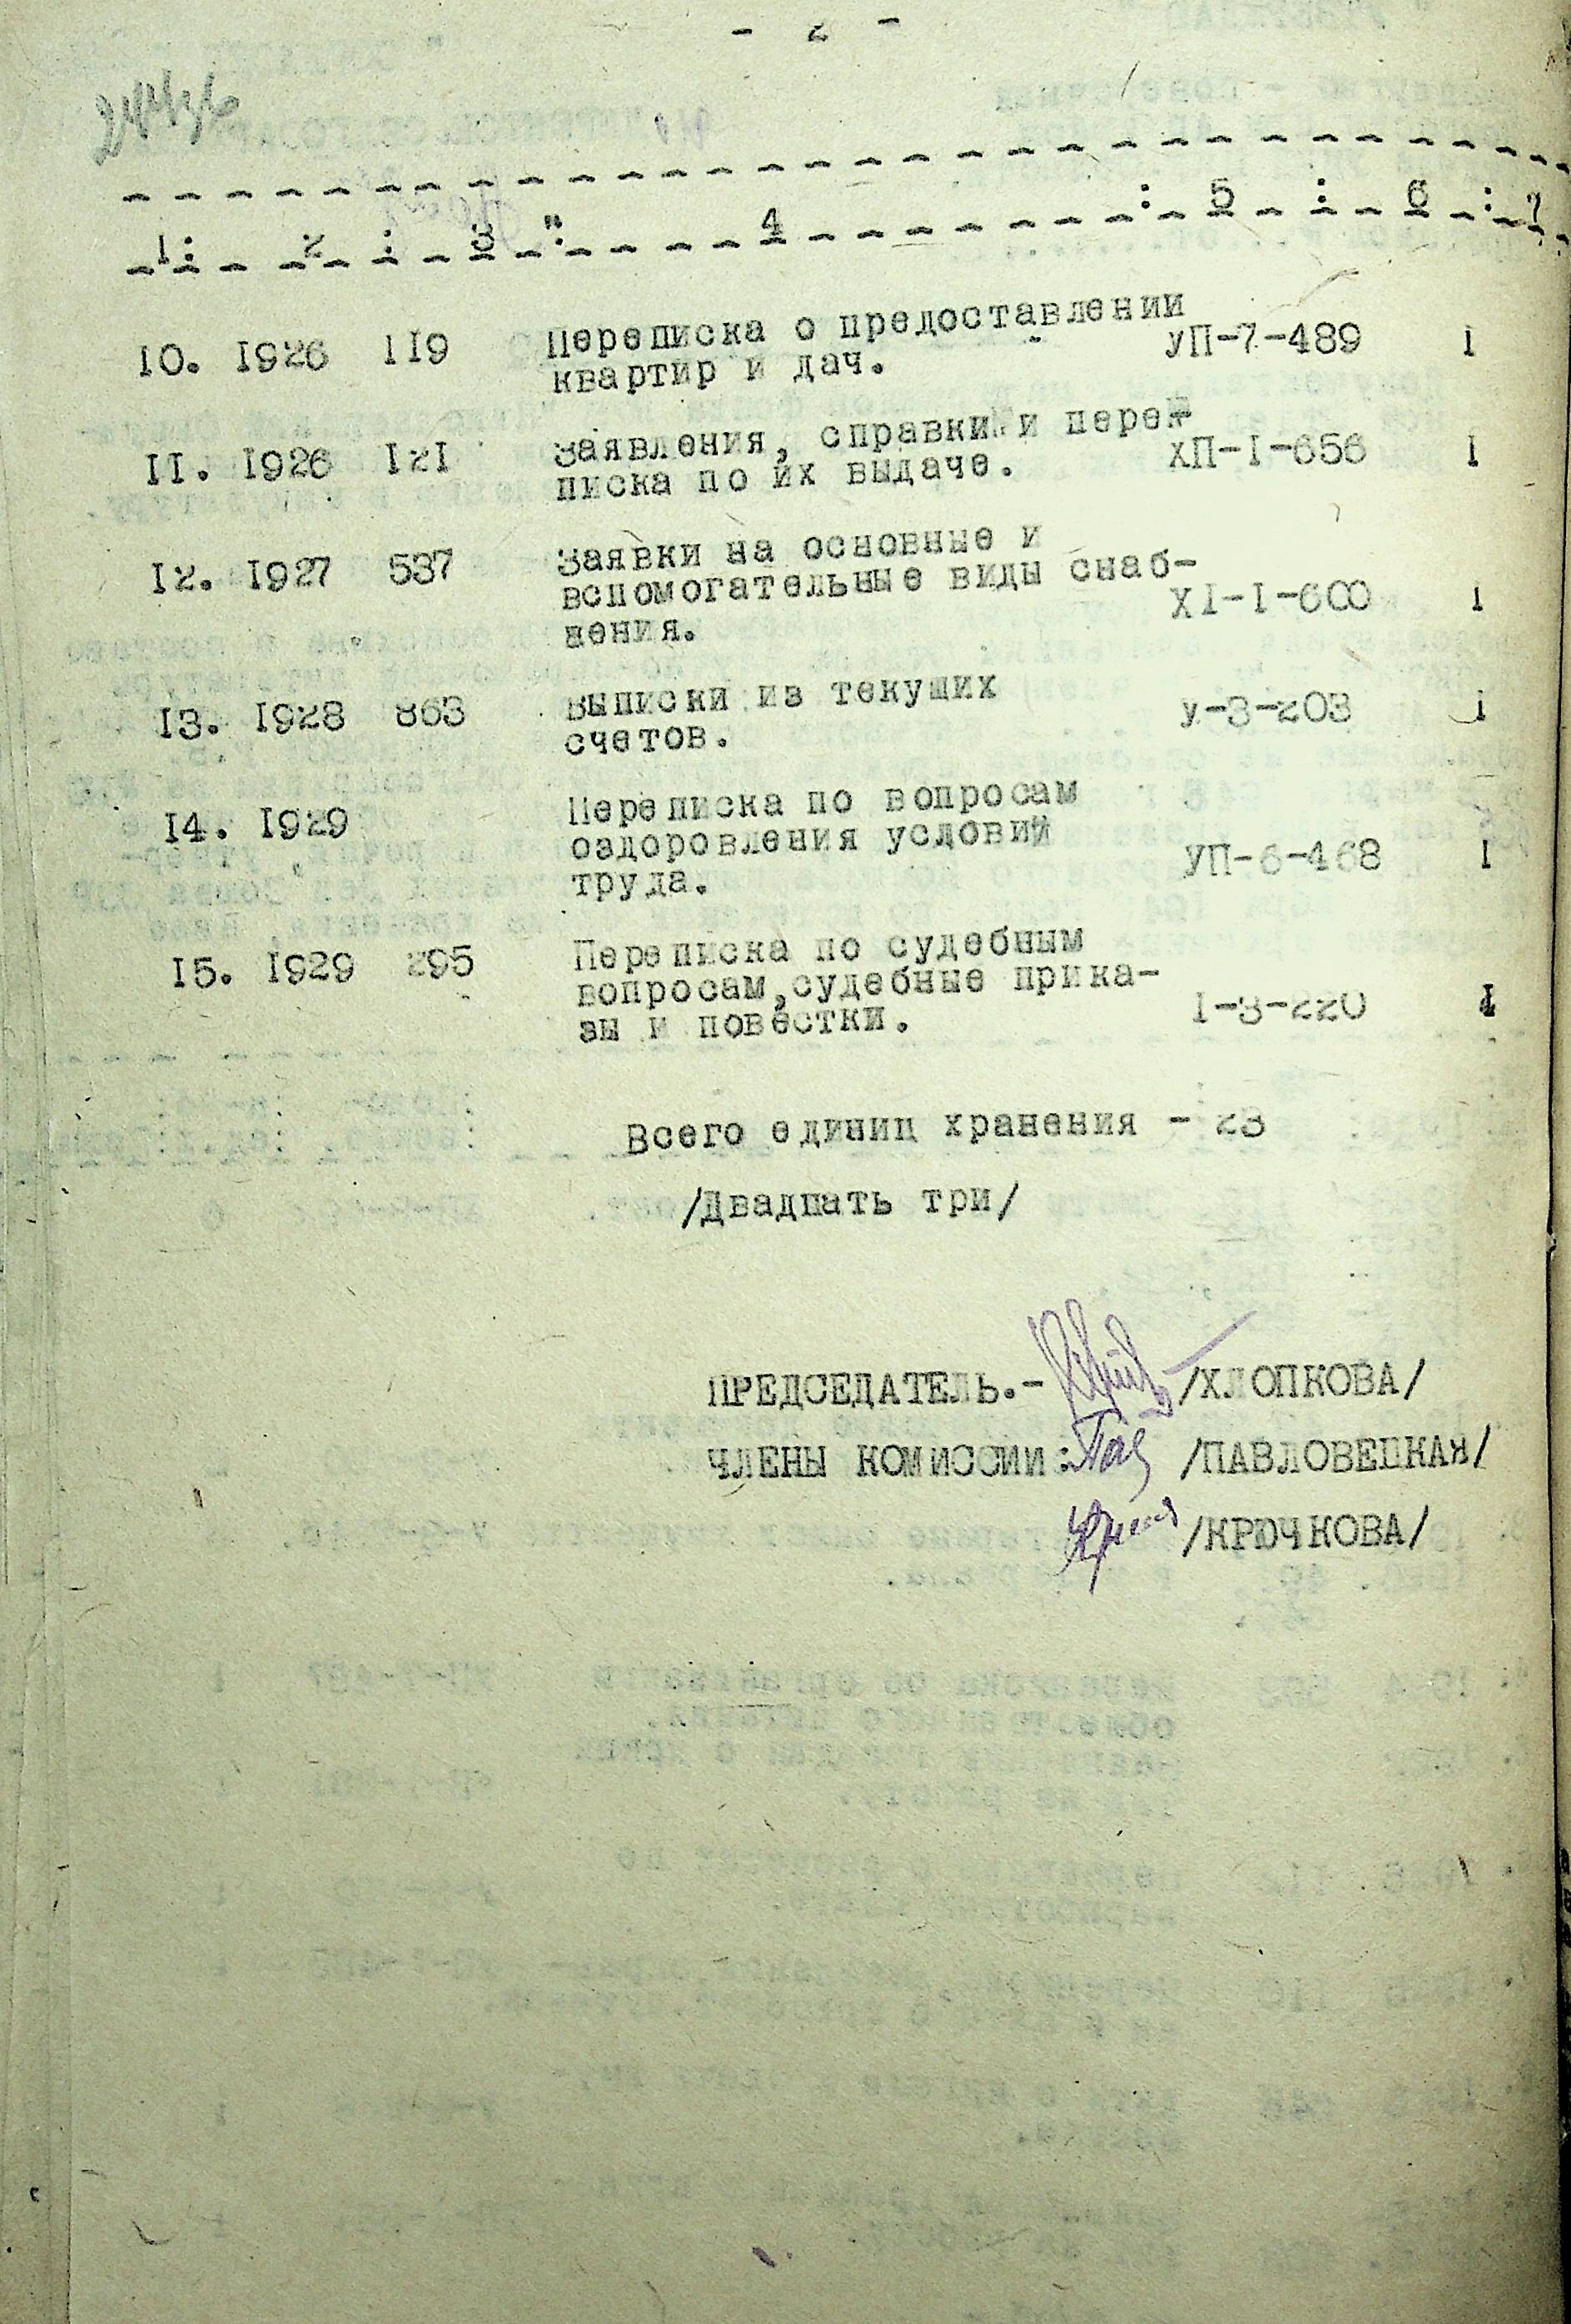 - 2 -
1 : 2 : 3 : 4 : 5 : 6 : 7
10. 1926 119 Переписка о предоставлении
квартир и дач. УП-7-489 1
11. 1926 121 Заявления, справки и переп-
писка по их выдаче. ХП-1-656 1
12. 1927 537 Заявки на основные и
вспомогательные виды снаб-
жения. Х1-1-600 1
13. 1928 863 Выписки из текуших
счетов. У-3-203 1
14. 1929 Переписка по вопросам
оздоровления условий
труда. УП-6-468 1
15. 1929 295 Переписка по судебным
вопросам, судебные прика-
зы и повестки. 1-3-220 1
Всего единиц хранения - 23
/Двадцать три/
ПРЕДСЕДАТЕЛЬ.- /ХЛОПКОВА/
ЧЛЕНЫ КОМИССИИ: /ПАВЛОВЕЦКАЯ/
/КРЮЧКОВА/